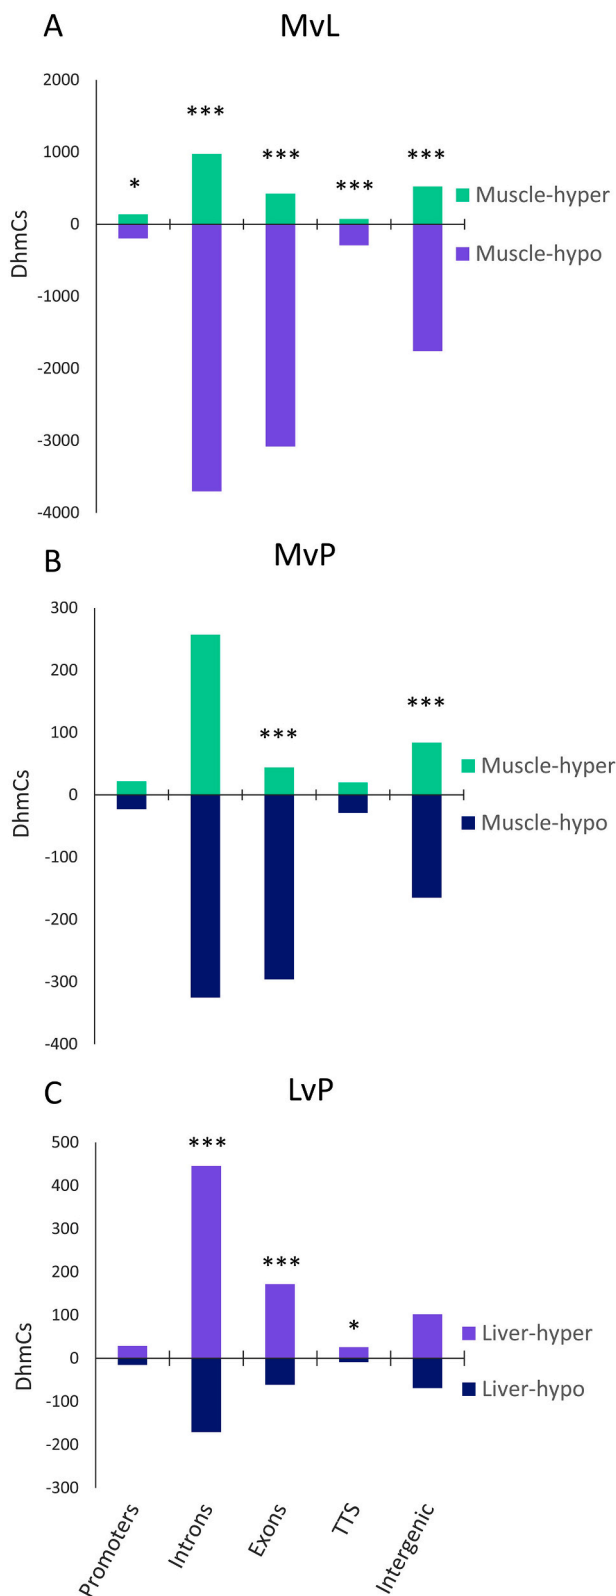 A
MvL
2000
1000
0
-1000
-2000
-3000
-4000
DhmCs
*
***
***
***
***
Muscle-hyper
Muscle-hypo
B
MvP
300
200
100
0
-100
-200
-300
-400
DhmCs
***
***
Muscle-hyper
Muscle-hypo
C
LvP
500
400
300
200
100
0
-100
-200
-300
DhmCs
***
***
*
Liver-hyper
Liver-hypo
Promoters
Introns
Exons
TTS
Intergenic